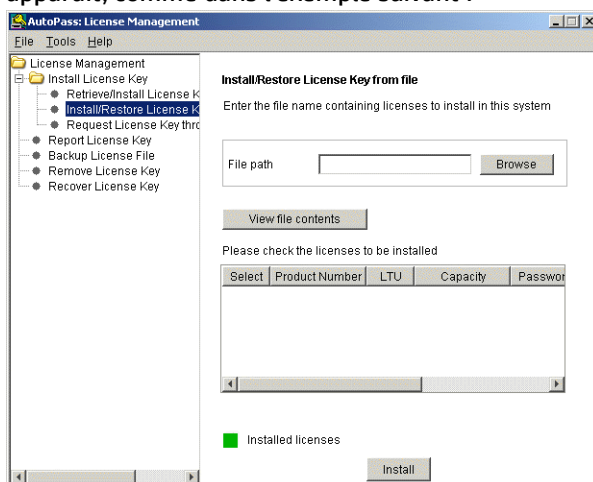 apparaît, comme dans l'exemple suivant :
AutoPass: License Management
File Tools Help
License Management
Install License Key
Retrieve/Install License K
Install/Restore License K
Request License Key thro
Report License Key
Backup License File
Remove License Key
Recover License Key
Install/Restore License Key from file
Enter the file name containing licenses to install in this system
File path
Browse
View file contents
Please check the licenses to be installed
Select Product Number LTU Capacity Passwor
Installed licenses
Install